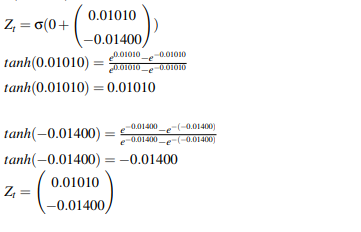 Z_t = σ(0 + \begin{pmatrix} 0.01010 \\ −0.01400 \end{pmatrix})
tanh(0.01010) = \frac{e^{0.01010}−e^{−0.01010}}{e^{0.01010}−e^{−0.01010}}
tanh(0.01010) = 0.01010
tanh(−0.01400) = \frac{e^{−0.01400}−e^{−(−0.01400)}}{e^{−0.01400}−e^{−(−0.01400)}}
tanh(−0.01400) = −0.01400
Z_t = \begin{pmatrix} 0.01010 \\ −0.01400 \end{pmatrix}